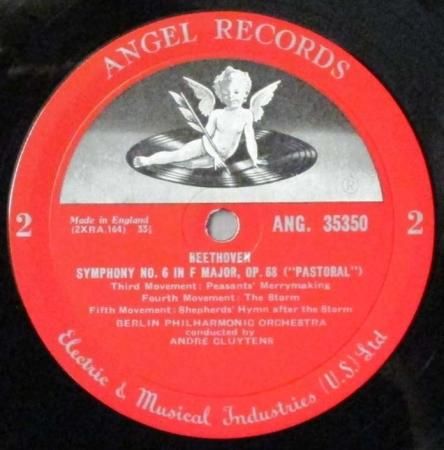 ANGEL RECORDS
®
2
2
Made in England
(2XRA.164) 33⅓
ANG. 35350
BEETHOVEN
SYMPHONY NO. 6 IN F MAJOR, OP. 68 ("PASTORAL")
Third Movement: Peasants' Merrymaking
Fourth Movement: The Storm
Fifth Movement: Shepherds' Hymn after the Storm
BERLIN PHILHARMONIC ORCHESTRA
conducted by
ANDRÉ CLUYTENS
Electric & Musical Industries (U.S.) Ltd